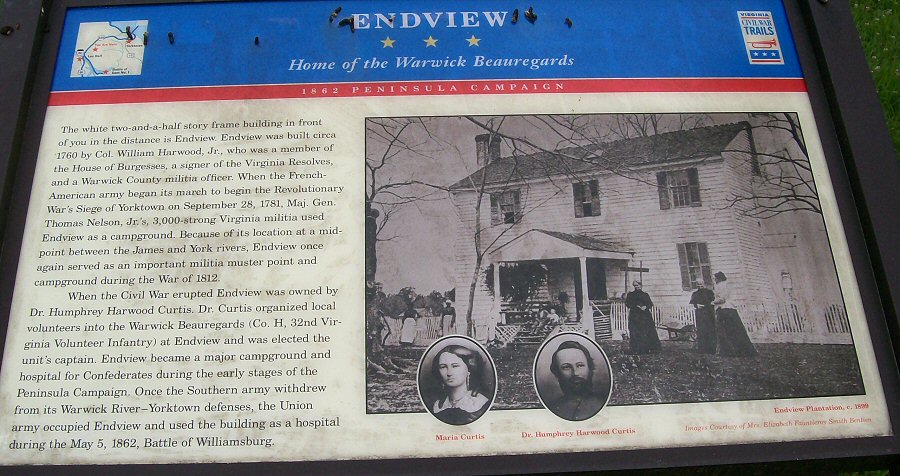 ENDVIEW
Home of the Warwick Beauregards
VIRGINIA
CIVIL WAR
TRAILS
1862 PENINSULA CAMPAIGN
The white two-and-a-half story frame building in front
of you in the distance is Endview. Endview was built circa
1760 by Col. William Harwood, Jr., who was a member of
the House of Burgesses, a signer of the Virginia Resolves,
and a Warwick County militia officer. When the French-
American army began its march to begin the Revolutionary
War's Siege of Yorktown on September 28, 1781, Maj. Gen.
Thomas Nelson, Jr.'s, 3,000-strong Virginia militia used
Endview as a campground. Because of its location at a mid-
point between the James and York rivers, Endview once
again served as an important militia muster point and
campground during the War of 1812.
When the Civil War erupted Endview was owned by
Dr. Humphrey Harwood Curtis. Dr. Curtis organized local
volunteers into the Warwick Beauregards (Co. H, 32nd Vir-
ginia Volunteer Infantry) at Endview and was elected the
unit's captain. Endview became a major campground and
hospital for Confederates during the early stages of the
Peninsula Campaign. Once the Southern army withdrew
from its Warwick River–Yorktown defenses, the Union
army occupied Endview and used the building as a hospital
during the May 5, 1862, Battle of Williamsburg.
Maria Curtis
Dr. Humphrey Harwood Curtis
Endview Plantation, c. 1899
Images Courtesy of Mrs. Elizabeth Fauntleroy Smith Benton